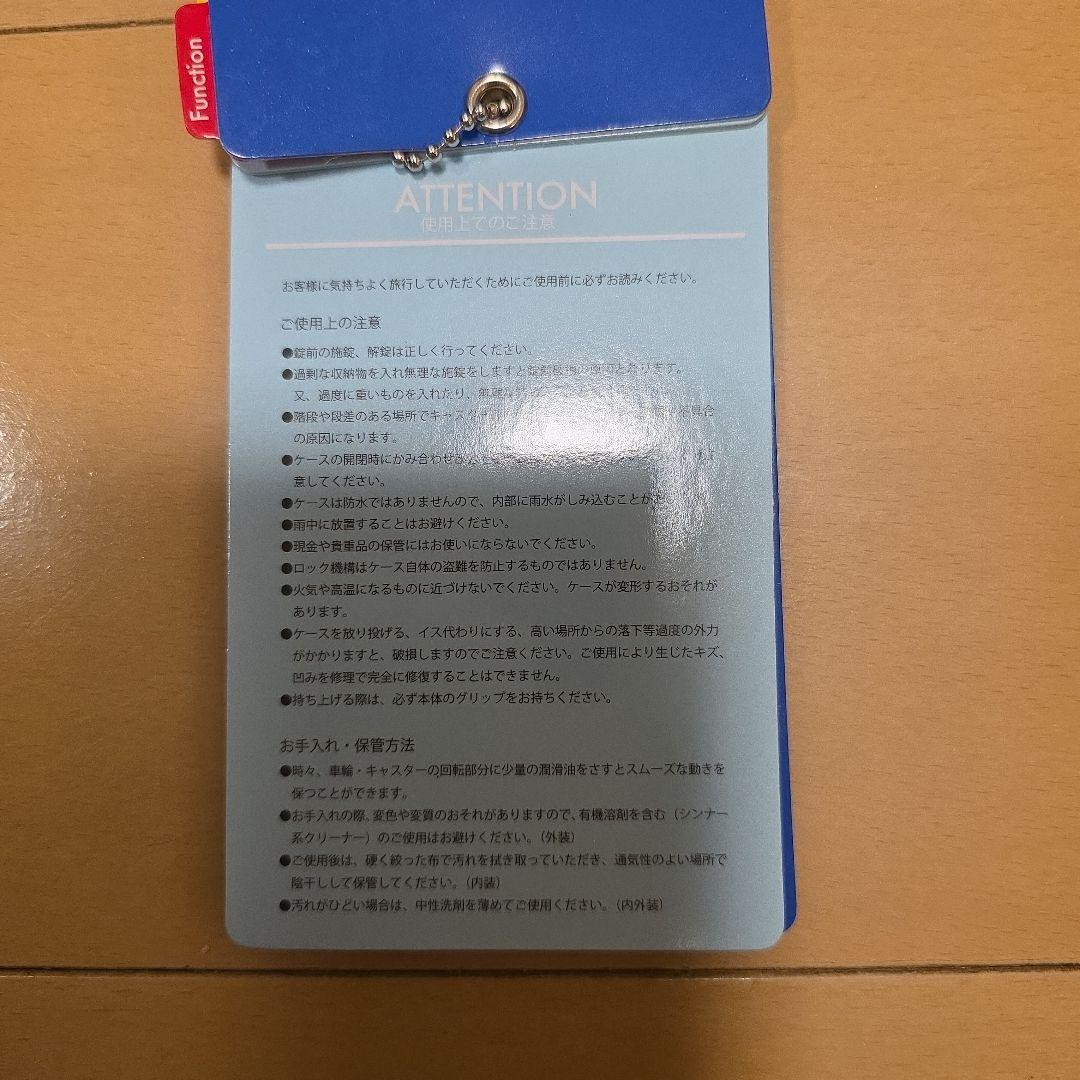 Function
ATTENTION
使用上でのご注意
お客様に気持ちよく旅行していただくためにご使用前に必ずお読みください。
ご使用上の注意
●錠前の施錠、解錠は正しく行ってください。
●過剰な収納物を入れ無理な施錠をしますと錠前破損の原因となります。
又、過度に重いものを入れたり、無理な
●階段や段差のある場所でキャスター 具合
の原因になります。
●ケースの開閉時にかみ合わせ
意してください。
●ケースは防水ではありませんので、内部に雨水がしみ込むことが
●雨中に放置することはお避けください。
●現金や貴重品の保管にはお使いにならないでください。
●ロック機構はケース自体の盗難を防止するものではありません。
●火気や高温になるものに近づけないでください。ケースが変形するおそれが
あります。
●ケースを放り投げる、イス代わりにする、高い場所からの落下等過度の外力
がかかりますと、破損しますのでご注意ください。ご使用により生じたキズ、
凹みを修理で完全に修復することはできません。
●持ち上げる際は、必ず本体のグリップをお持ちください。
お手入れ・保管方法
●時々、車輪・キャスターの回転部分に少量の潤滑油をさすとスムーズな動きを
保つことができます。
●お手入れの際、変色や変質のおそれがありますので、有機溶剤を含む（シンナー
系クリーナー）のご使用はお避けください。（外装）
●ご使用後は、硬く絞った布で汚れを拭き取っていただき、通気性のよい場所で
陰干しして保管してください。（内装）
●汚れがひどい場合は、中性洗剤を薄めてご使用ください。（内外装）